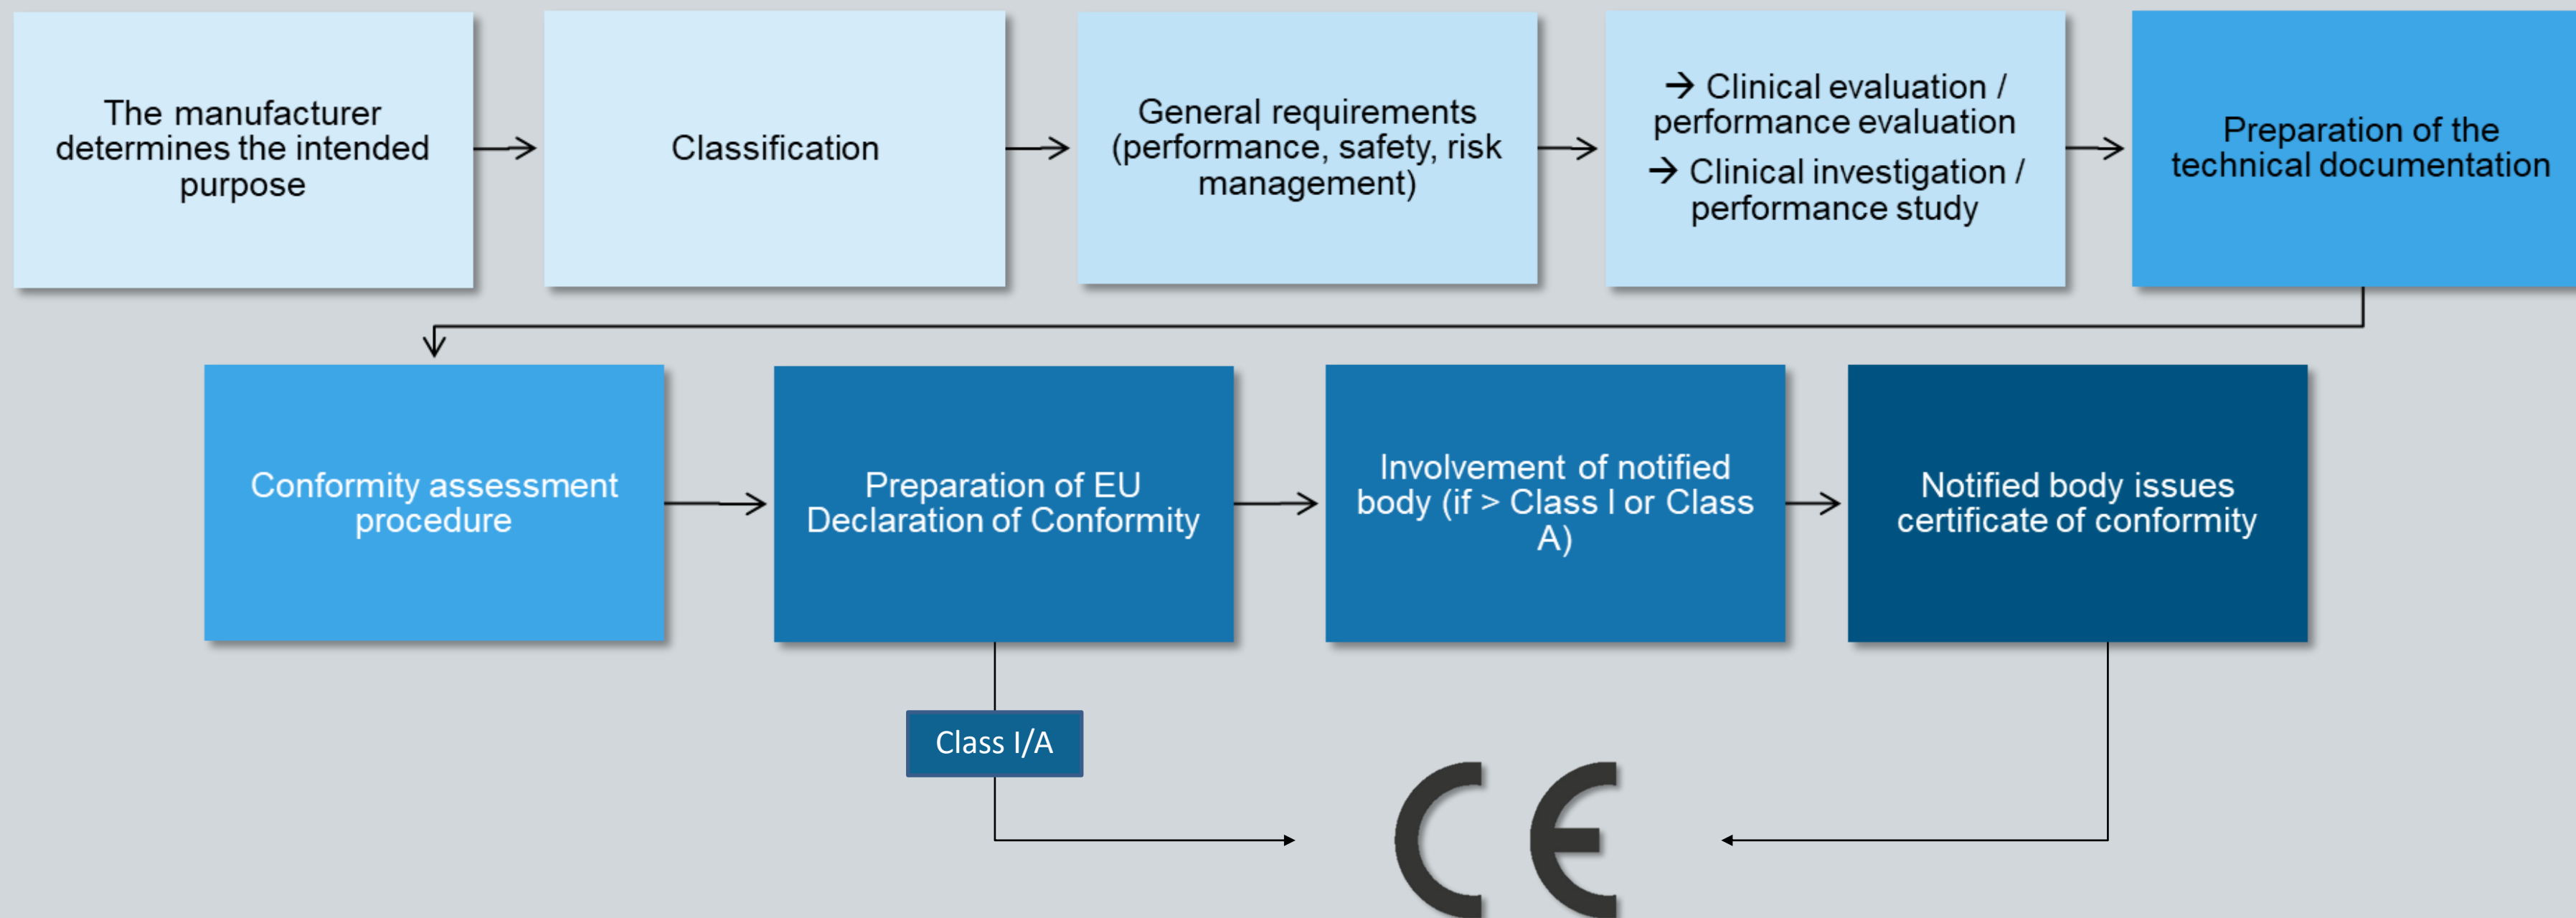 The manufacturer
determines the intended
purpose
Classification
General requirements
(performance, safety, risk
management)
→ Clinical evaluation /
performance evaluation
→ Clinical investigation /
performance study
Preparation of the
technical documentation
Conformity assessment
procedure
Preparation of EU
Declaration of Conformity
Involvement of notified
body (if > Class I or Class
A)
Notified body issues
certificate of conformity
Class I/A
CE